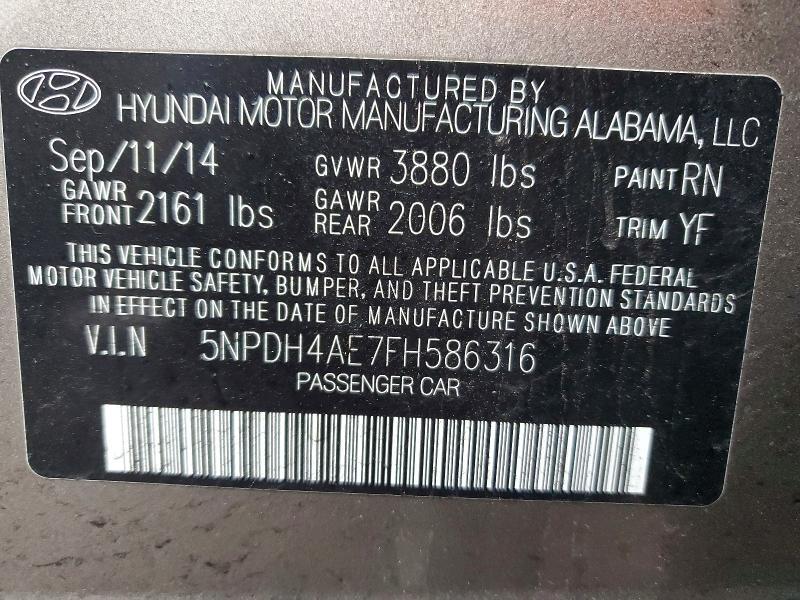 MANUFACTURED BY
HYUNDAI MOTOR MANUFACTURING ALABAMA, LLC
Sep/11/14 GVWR 3880 lbs PAINT RN
GAWR FRONT 2161 lbs GAWR REAR 2006 lbs TRIM YF
THIS VEHICLE CONFORMS TO ALL APPLICABLE U.S.A. FEDERAL
MOTOR VEHICLE SAFETY, BUMPER, AND THEFT PREVENTION STANDARDS
IN EFFECT ON THE DATE OF MANUFACTURE SHOWN ABOVE
V.I.N 5NPDH4AE7FH586316
PASSENGER CAR